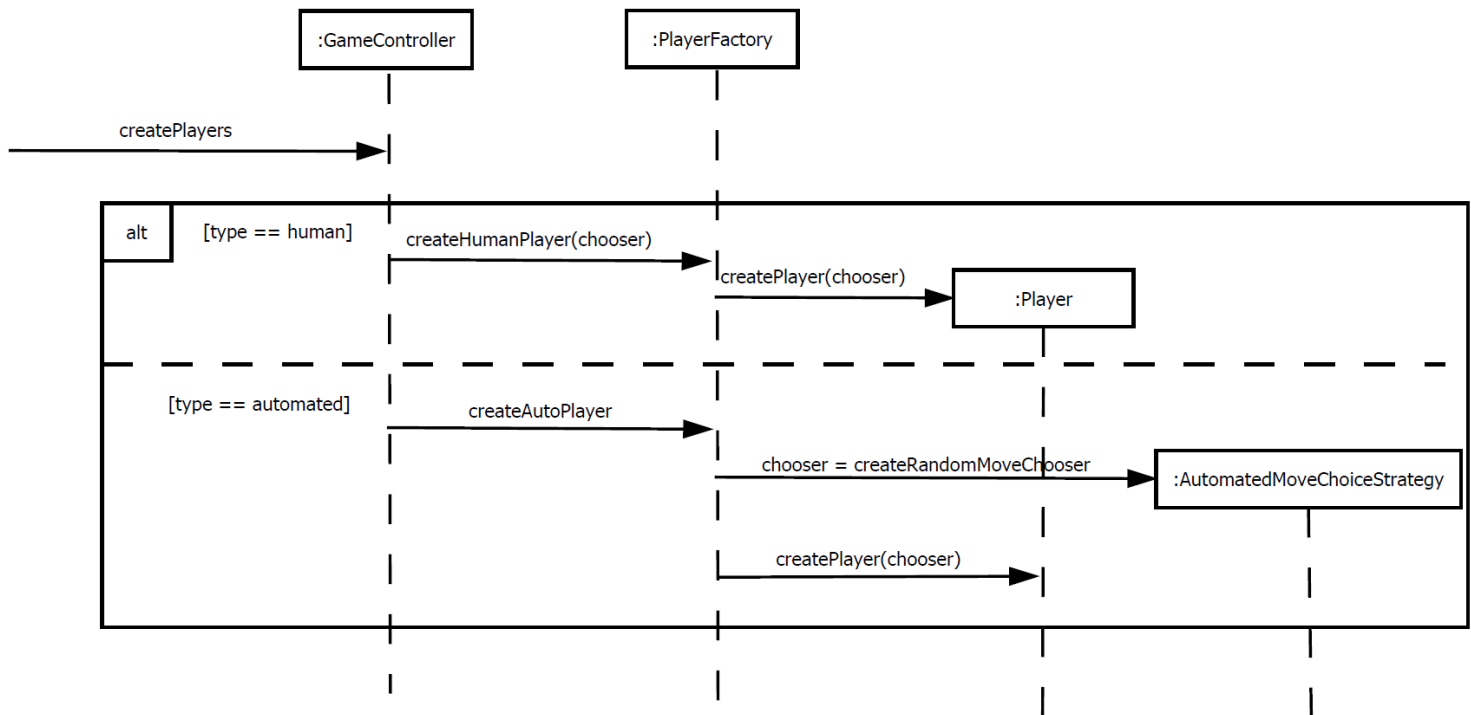 :GameController
:PlayerFactory
createPlayers
alt
[type == human]
createHumanPlayer(chooser)
createPlayer(chooser)
:Player
[type == automated]
createAutoPlayer
chooser = createRandomMoveChooser
:AutomatedMoveChoiceStrategy
createPlayer(chooser)